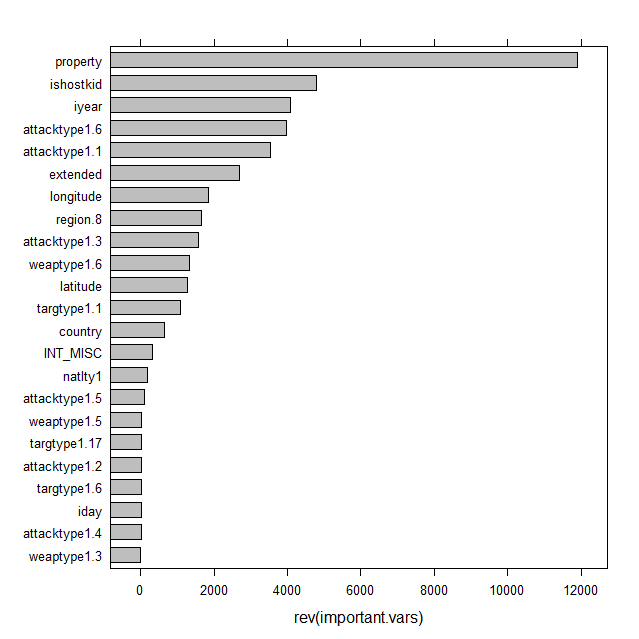 property
ishostkid
iyear
attacktype1.6
attacktype1.1
extended
longitude
region.8
attacktype1.3
weaptype1.6
latitude
targtype1.1
country
INT_MISC
natlty1
attacktype1.5
weaptype1.5
targtype1.17
attacktype1.2
targtype1.6
iday
attacktype1.4
weaptype1.3
0 2000 4000 6000 8000 10000 12000
rev(important.vars)